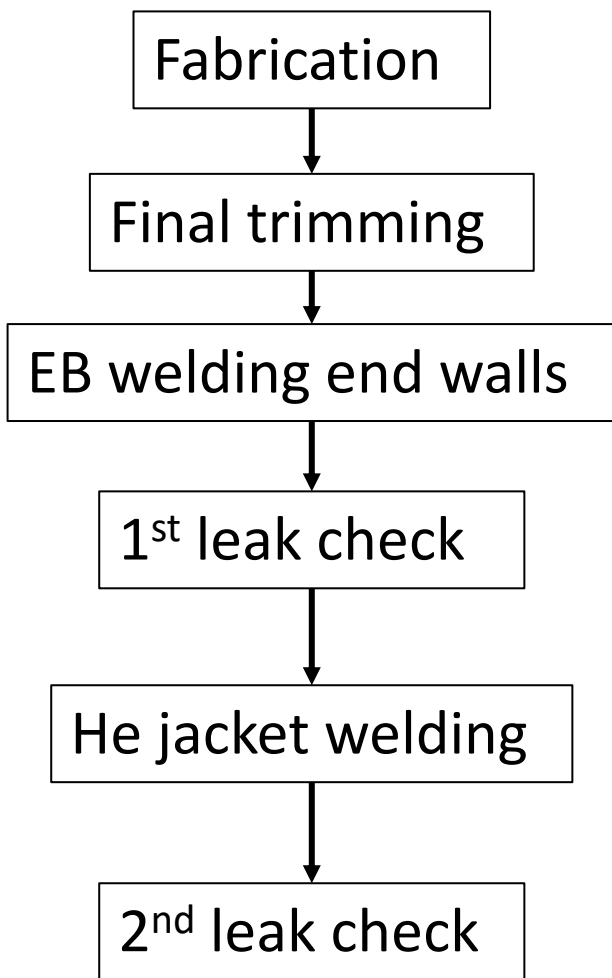 Fabrication
Final trimming
EB welding end walls
1st leak check
He jacket welding
2nd leak check